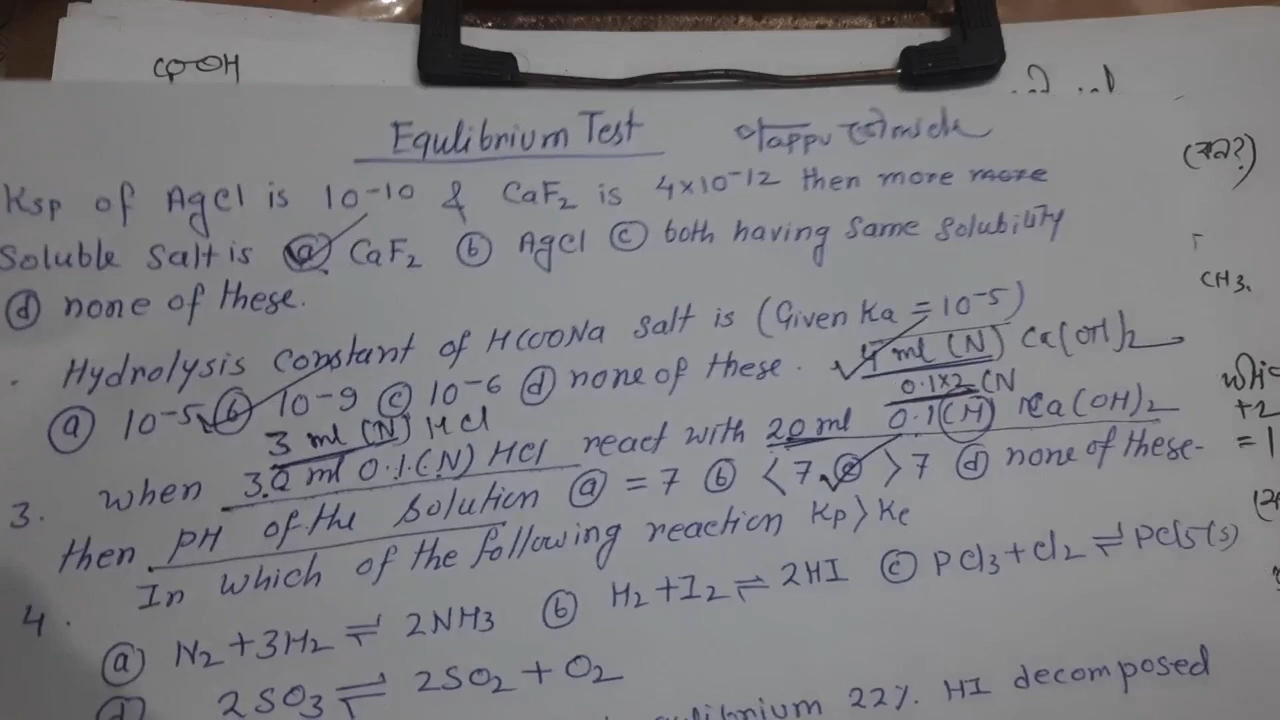 COOH
Equlibrium Test
(বল?)
Ksp of Agcl is 10-10 & CaF2 is 4×10-12 then more more
Soluble Salt is ⓐ CaF2 ⓑ Agcl ⓒ both having Same Solubility
CH3.
ⓓ none of these.
Hydrolysis constant of HCOONa Salt is (Given Ka = 10-5)
ⓐ 10-5 ⓑ 10-9 ⓒ 10-6 ⓓ none of these.
4 ml (N) Ca(OH)2
0.1×2 (N
3 ml (N) HCl
3. when 30 ml 0.1(N) HCl react with 20 ml 0.1 (M) Ca(OH)2
then PH of the Solution ⓐ = 7 ⓑ < 7 ⓒ > 7 ⓓ none of these-
+2
= 1
4. In which of the following reaction Kp > Kc
ⓐ N2 + 3H2 ⇌ 2NH3 ⓑ H2 + I2 ⇌ 2HI ⓒ PCl3 + Cl2 ⇌ PCl5(s)
ⓓ 2SO3 ⇌ 2SO2 + O2
22%. HI decomposed